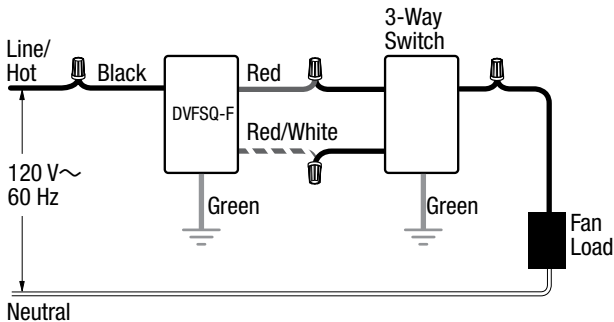 3-Way
Switch
Line/
Hot
Black
Red
DVFSQ-F
Red/White
120 V~
60 Hz
Green
Green
Fan
Load
Neutral